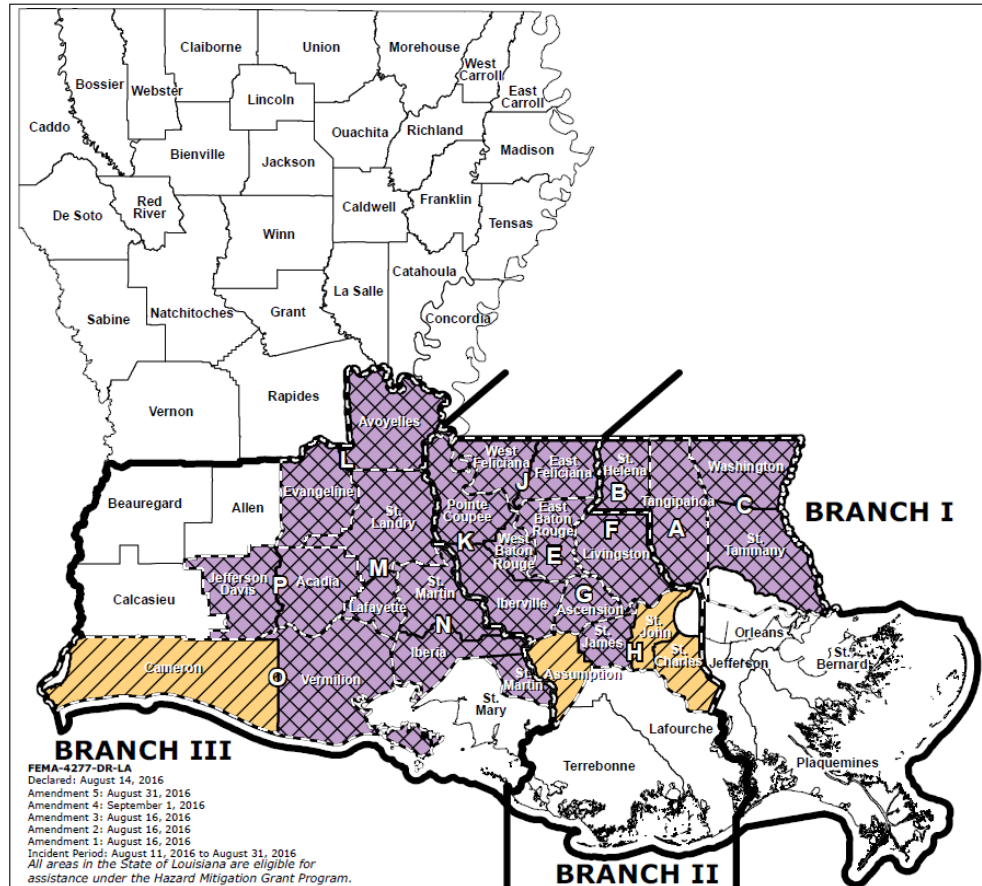 Claiborne
Union
Morehouse
West
Carroll
East
Carroll
Bossier
Webster
Lincoln
Caddo
Ouachita
Richland
Madison
Bienville
Jackson
De Soto
Red
River
Caldwell
Franklin
Tensas
Winn
Catahoula
La Salle
Sabine
Natchitoches
Grant
Concordia
Vernon
Rapides
Avoyelles
L
West
Feliciana
East
Feliciana
St.
Helena
Washington
J
B
Beauregard
Allen
Evangeline
St.
Landry
Pointe
Coupee
East
Baton
Rouge
Tangipahoa
C
BRANCH I
K
West
Baton
Rouge
E
F
Livingston
A
St.
Tammany
Jefferson
Davis
P
Acadia
M
St.
Martin
Calcasieu
Lafayette
Iberville
G
Ascension
N
Iberia
St.
James
St.
John
H
St.
Charles
Orleans
Jefferson
St.
Bernard
Cameron
O
Vermilion
St.
Martin
Assumption
St.
Mary
Lafourche
Terrebonne
Plaquemines
BRANCH III
FEMA-4277-DR-LA
Declared: August 14, 2016
Amendment 5: August 31, 2016
Amendment 4: September 1, 2016
Amendment 3: August 16, 2016
Amendment 2: August 16, 2016
Amendment 1: August 16, 2016
Incident Period: August 11, 2016 to August 31, 2016
All areas in the State of Louisiana are eligible for
assistance under the Hazard Mitigation Grant Program.
BRANCH II